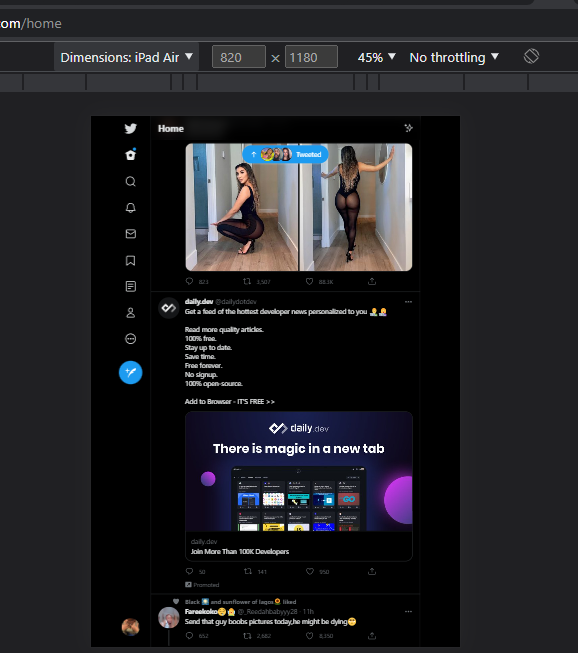 om/home
Dimensions: iPad Air ▼ 820 × 1180 45% ▼ No throttling ▼
Home
↑ Tweeted
823 3,507 88.3K
daily.dev @dailydotdev ...
Get a feed of the hottest developer news personalized to you
Read more quality articles.
100% free.
Stay up to date.
Save time.
Free forever.
No signup.
100% open-source.
Add to Browser - IT'S FREE >>
daily.dev
There is magic in a new tab
daily.dev
Join More Than 100K Developers
50 141 950
Promoted
Black and sunflower of lagos liked
Fareekoko @_Reedahbabyyy28 · 11h ...
Send that guy boobs pictures today,he might be dying
652 2,882 8,350